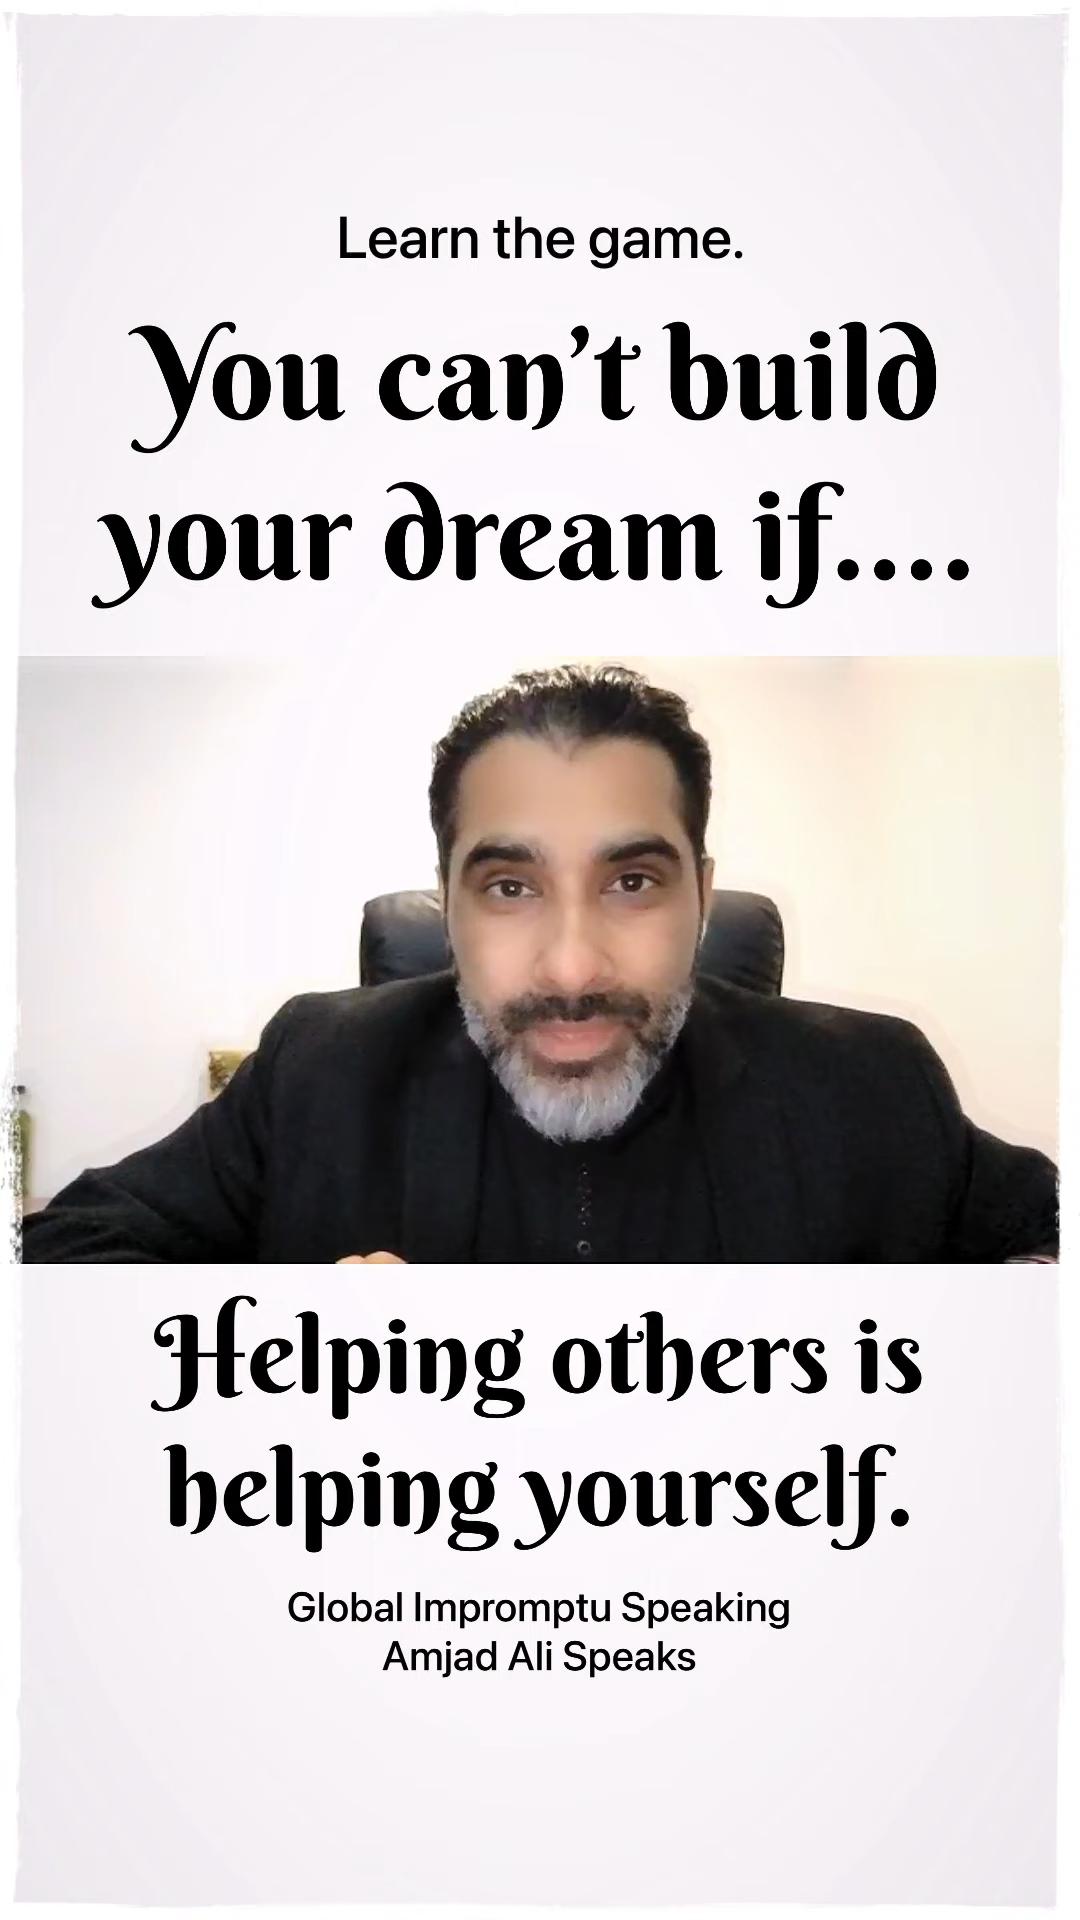 Learn the game.
You can’t build
your dream if....
Helping others is
helping yourself.
Global Impromptu Speaking
Amjad Ali Speaks